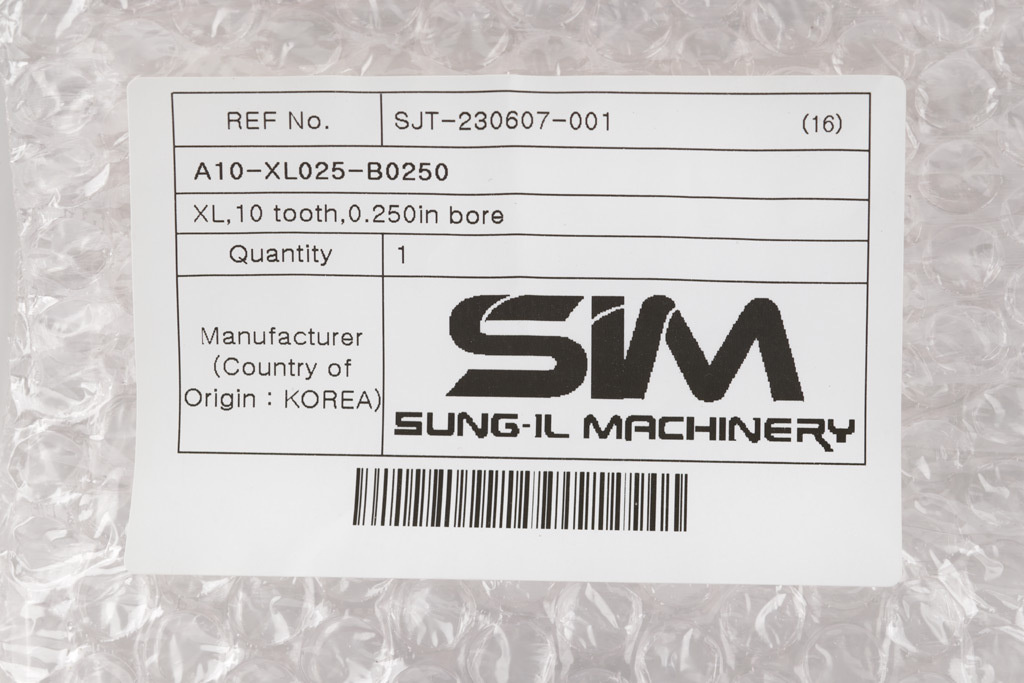 REF No. SJT-230607-001 (16)
A10-XL025-B0250
XL,10 tooth,0.250in bore
Quantity 1
Manufacturer
(Country of
Origin : KOREA)
SIM
SUNG-IL MACHINERY